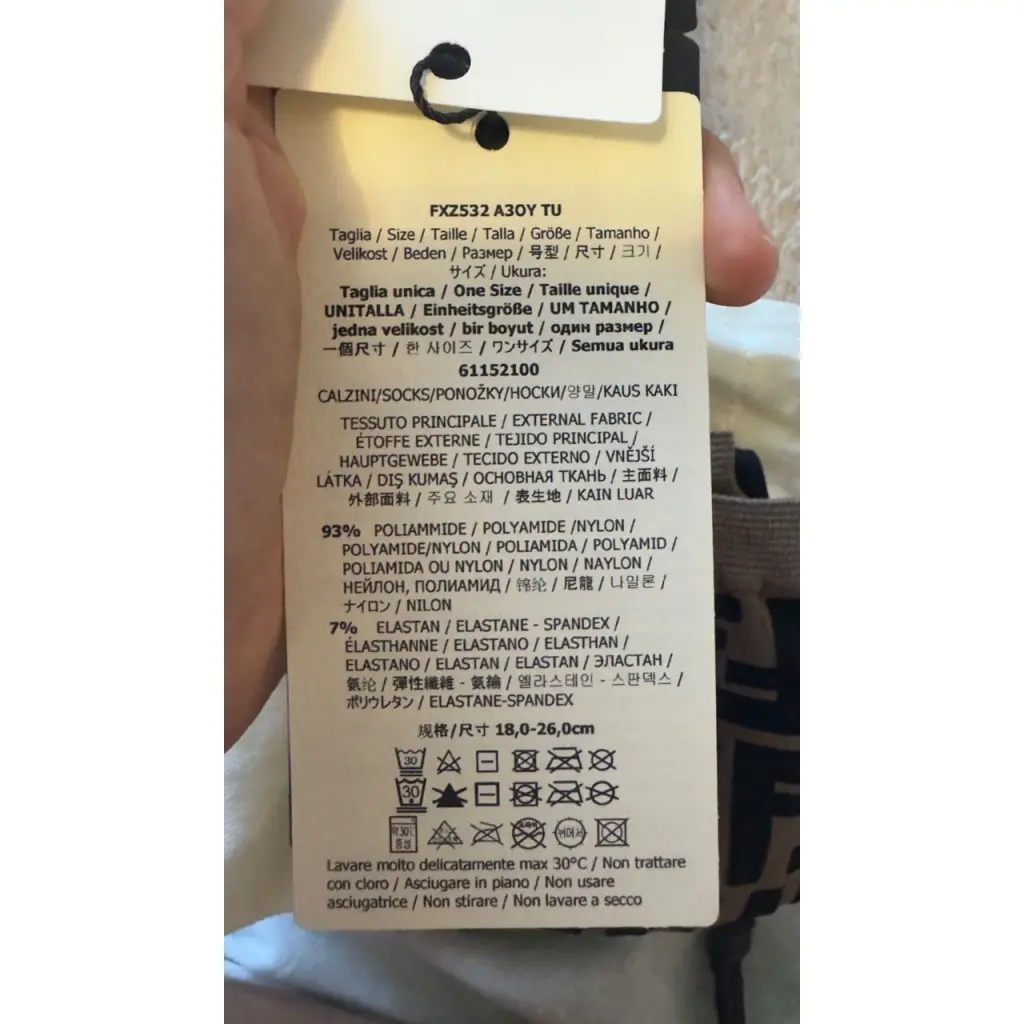 FXZ532 A3OY TU
Taglia / Size / Taille / Talla / Größe / Tamanho /
Velikost / Beden / Размер / 号型 / 尺寸 / 크기 /
サイズ / Ukura:
Taglia unica / One Size / Taille unique /
UNITALLA / Einheitsgröße / UM TAMANHO /
jedna velikost / bir boyut / один размер /
一個尺寸 / 한 사이즈 / ワンサイズ / Semua ukura
61152100
CALZINI/SOCKS/PONOŽKY/НОСКИ/양말/KAUS KAKI
TESSUTO PRINCIPALE / EXTERNAL FABRIC /
ÉTOFFE EXTERNE / TEJIDO PRINCIPAL /
HAUPTGEWEBE / TECIDO EXTERNO / VNĚJŠÍ
LÁTKA / DIŞ KUMAŞ / ОСНОВНАЯ ТКАНЬ / 主面料 /
外部面料 / 주요 소재 / 表生地 / KAIN LUAR
93% POLIAMMIDE / POLYAMIDE /NYLON /
POLYAMIDE/NYLON / POLIAMIDA / POLYAMID /
POLIAMIDA OU NYLON / NYLON / NAYLON /
НЕЙЛОН, ПОЛИАМИД / 锦纶 / 尼龍 / 나일론 /
ナイロン / NILON
7% ELASTAN / ELASTANE - SPANDEX /
ÉLASTHANNE / ELASTANO / ELASTHAN /
ELASTANO / ELASTAN / ELASTAN / ЭЛАСТАН /
氨纶 / 彈性纖維 - 氨綸 / 엘라스테인 - 스판덱스 /
ポリウレタン / ELASTANE-SPANDEX
规格/尺寸 18,0-26,0cm
30
30
약30℃
중성
Lavare molto delicatamente max 30°C / Non trattare
con cloro / Asciugare in piano / Non usare
asciugatrice / Non stirare / Non lavare a secco